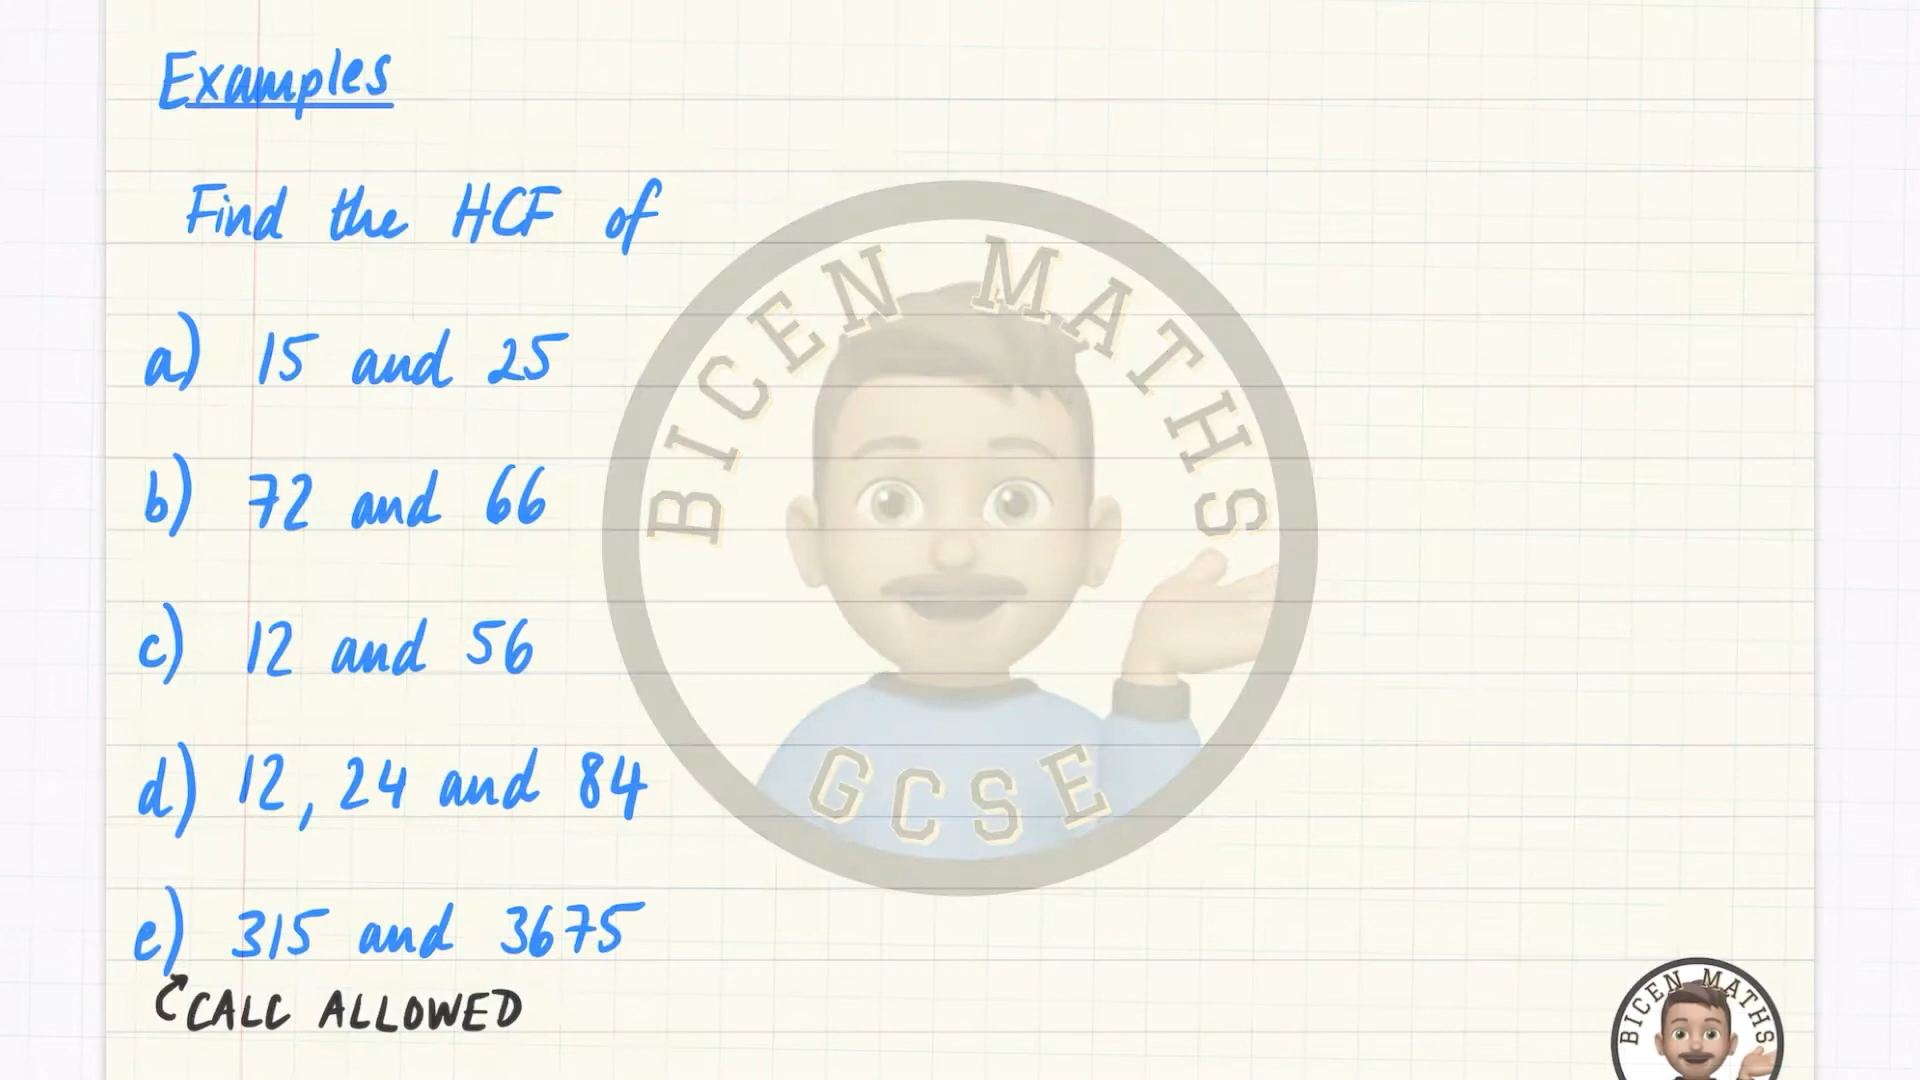 Examples
Find the HCF of
a) 15 and 25
b) 72 and 66
c) 12 and 56
d) 12, 24 and 84
e) 315 and 3675
CALC ALLOWED
BICEN MATHS
GCSE
BICEN MATHS